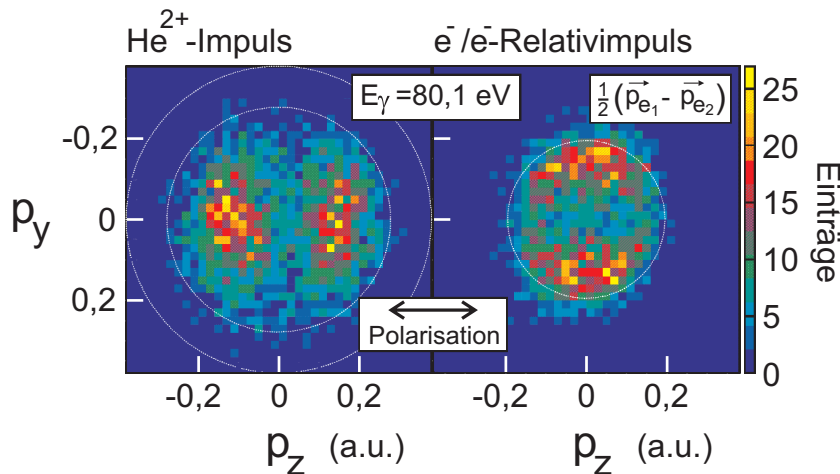 He2+-Impuls
e-/e--Relativimpuls
Eγ =80,1 eV
1/2(pe1 - pe2)
-0,2
0
0,2
py
Polarisation
-0,2 0 0,2
-0,2 0 0,2
pz (a.u.)
pz (a.u.)
25
20
15
10
5
0
Einträge